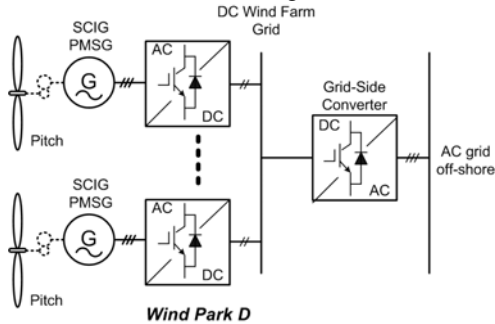 DC Wind Farm
Grid
SCIG
PMSG
G
AC
DC
Pitch
Grid-Side
Converter
DC
AC
AC grid
off-shore
SCIG
PMSG
G
AC
DC
Pitch
Wind Park D